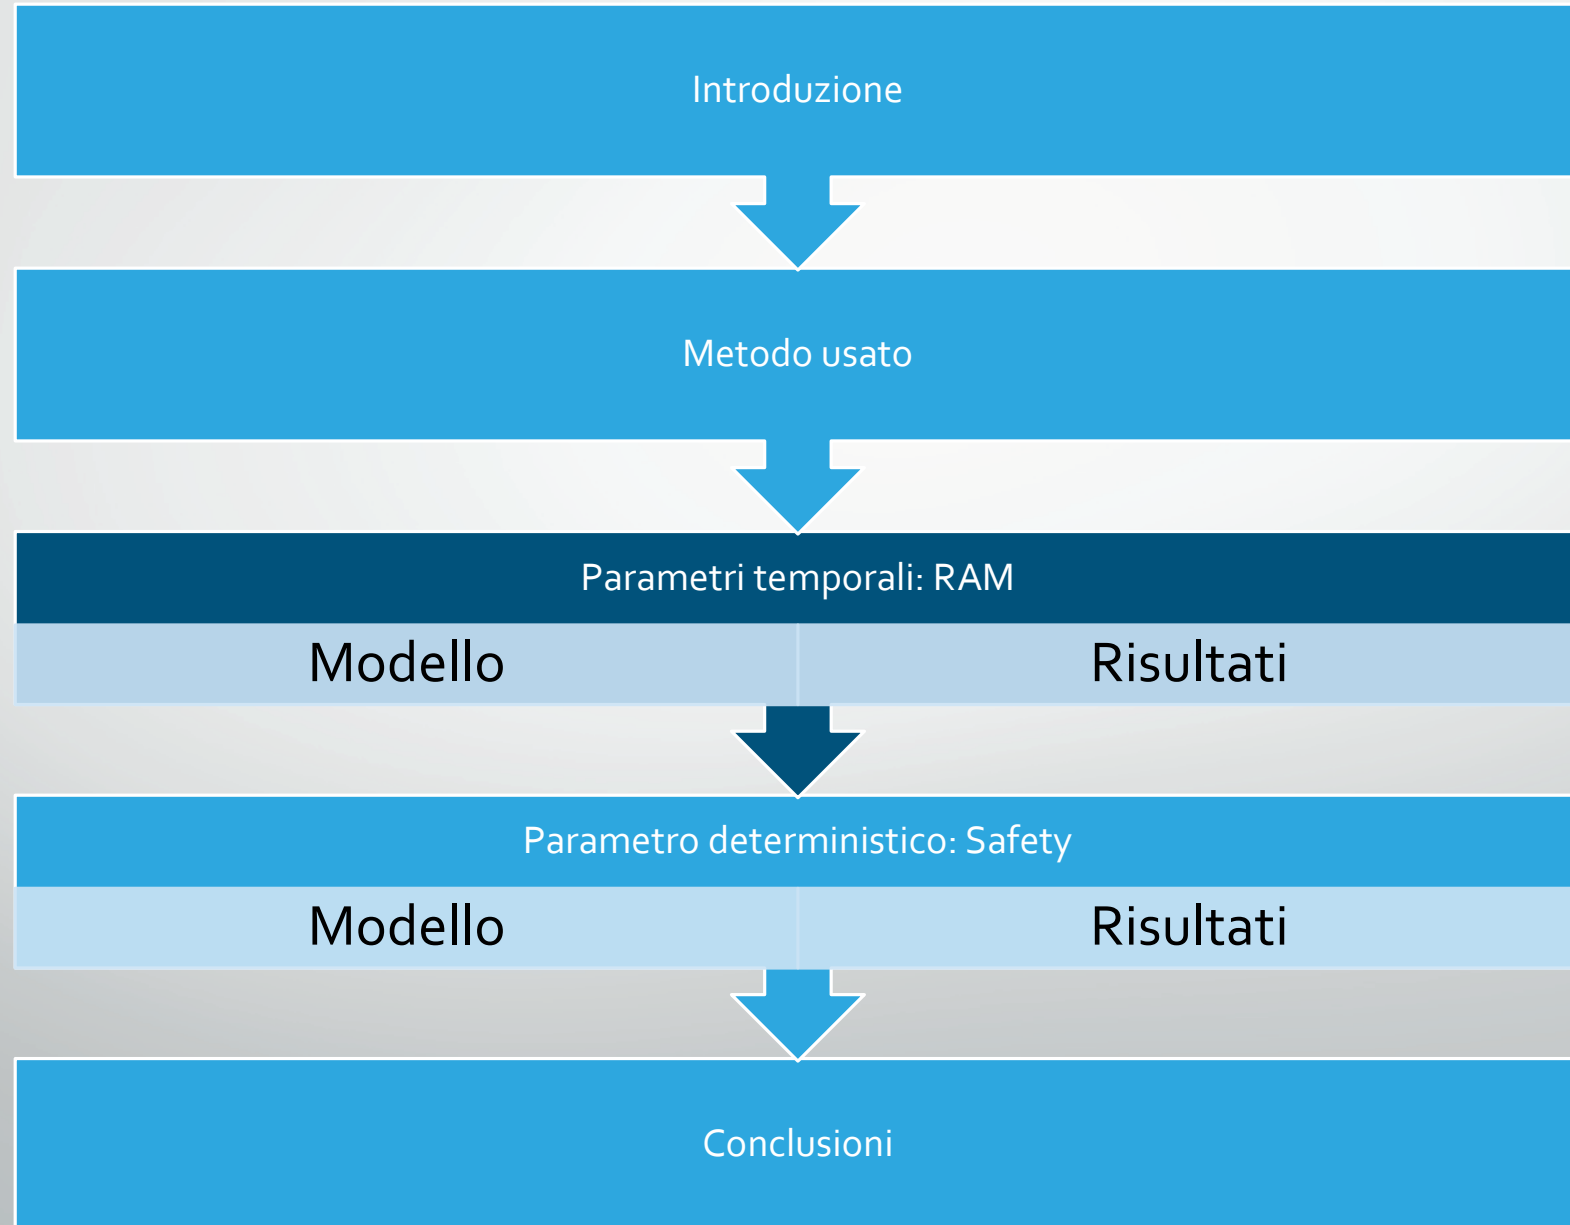 Introduzione
Metodo usato
Parametri temporali: RAM
Modello
Risultati
Parametro deterministico: Safety
Modello
Risultati
Conclusioni